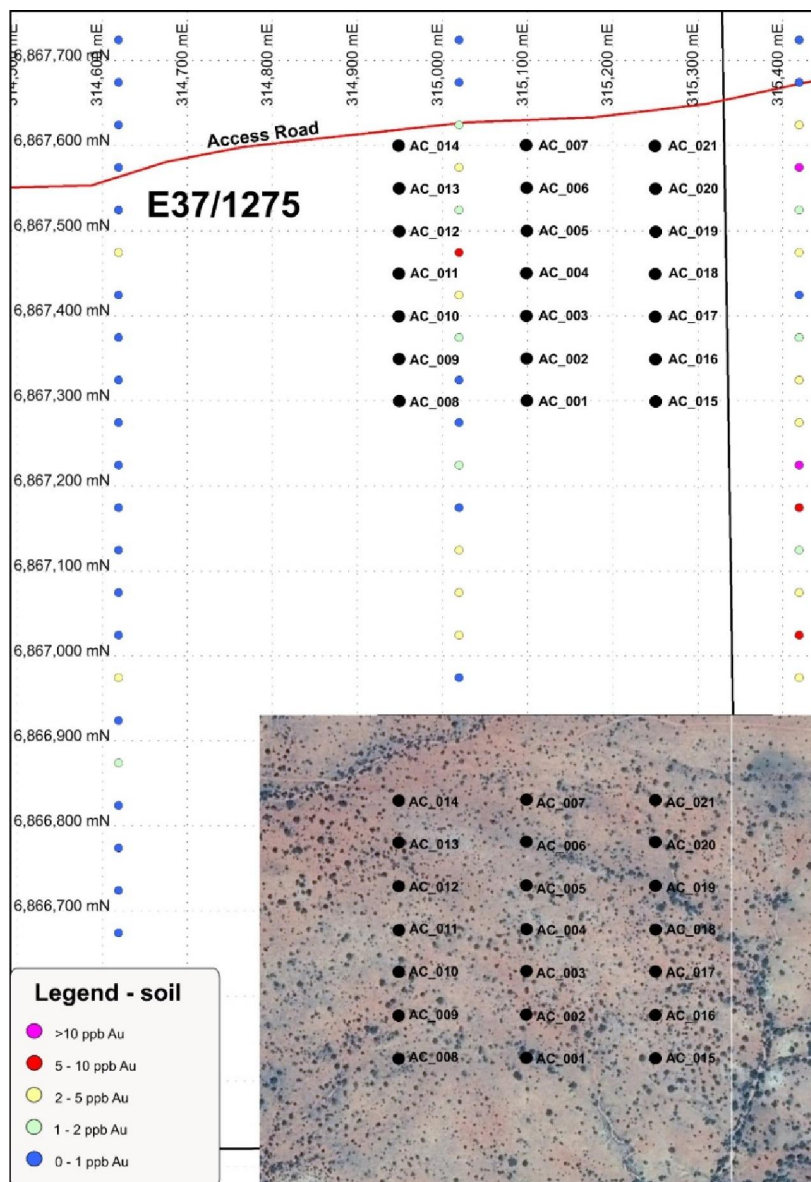 314,600 mE
314,700 mE
314,800 mE
314,900 mE
315,000 mE
315,100 mE
315,200 mE
315,300 mE
315,400 mE
6,867,700 mN
6,867,600 mN
Access Road
AC_014
AC_007
AC_021
AC_013
AC_006
AC_020
E37/1275
6,867,500 mN
AC_012
AC_005
AC_019
AC_011
AC_004
AC_018
6,867,400 mN
AC_010
AC_003
AC_017
AC_009
AC_002
AC_016
6,867,300 mN
AC_008
AC_001
AC_015
6,867,200 mN
6,867,100 mN
6,867,000 mN
6,866,900 mN
6,866,800 mN
6,866,700 mN
AC_014
AC_007
AC_021
AC_013
AC_006
AC_020
AC_012
AC_005
AC_019
AC_011
AC_004
AC_018
AC_010
AC_003
AC_017
AC_009
AC_002
AC_016
AC_008
AC_001
AC_015
Legend - soil
>10 ppb Au
5 - 10 ppb Au
2 - 5 ppb Au
1 - 2 ppb Au
0 - 1 ppb Au